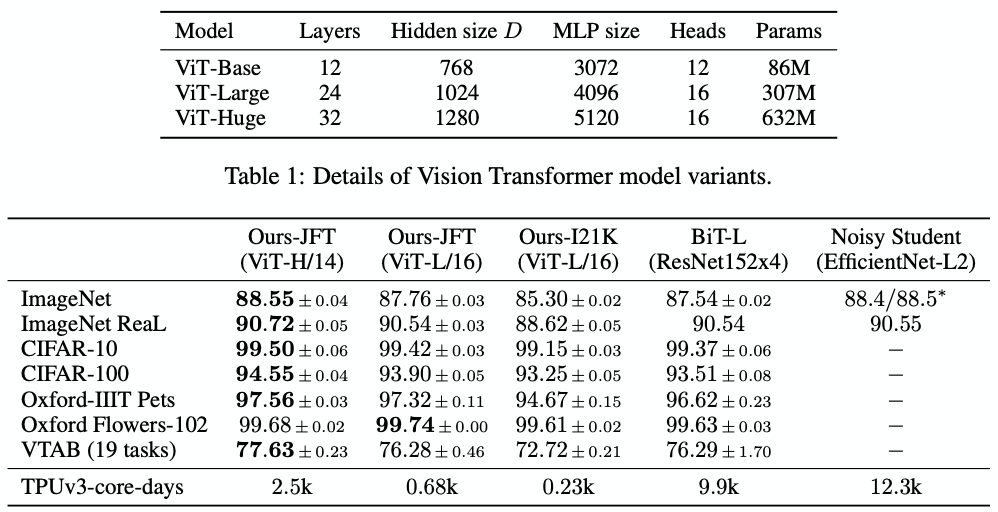 Model Layers Hidden size D MLP size Heads Params
ViT-Base 12 768 3072 12 86M
ViT-Large 24 1024 4096 16 307M
ViT-Huge 32 1280 5120 16 632M
Table 1: Details of Vision Transformer model variants.
Ours-JFT Ours-JFT Ours-I21K BiT-L Noisy Student
(ViT-H/14) (ViT-L/16) (ViT-L/16) (ResNet152x4) (EfficientNet-L2)
ImageNet 88.55 ± 0.04 87.76 ± 0.03 85.30 ± 0.02 87.54 ± 0.02 88.4/88.5*
ImageNet ReaL 90.72 ± 0.05 90.54 ± 0.03 88.62 ± 0.05 90.54 90.55
CIFAR-10 99.50 ± 0.06 99.42 ± 0.03 99.15 ± 0.03 99.37 ± 0.06 −
CIFAR-100 94.55 ± 0.04 93.90 ± 0.05 93.25 ± 0.05 93.51 ± 0.08 −
Oxford-IIIT Pets 97.56 ± 0.03 97.32 ± 0.11 94.67 ± 0.15 96.62 ± 0.23 −
Oxford Flowers-102 99.68 ± 0.02 99.74 ± 0.00 99.61 ± 0.02 99.63 ± 0.03 −
VTAB (19 tasks) 77.63 ± 0.23 76.28 ± 0.46 72.72 ± 0.21 76.29 ± 1.70 −
TPUv3-core-days 2.5k 0.68k 0.23k 9.9k 12.3k